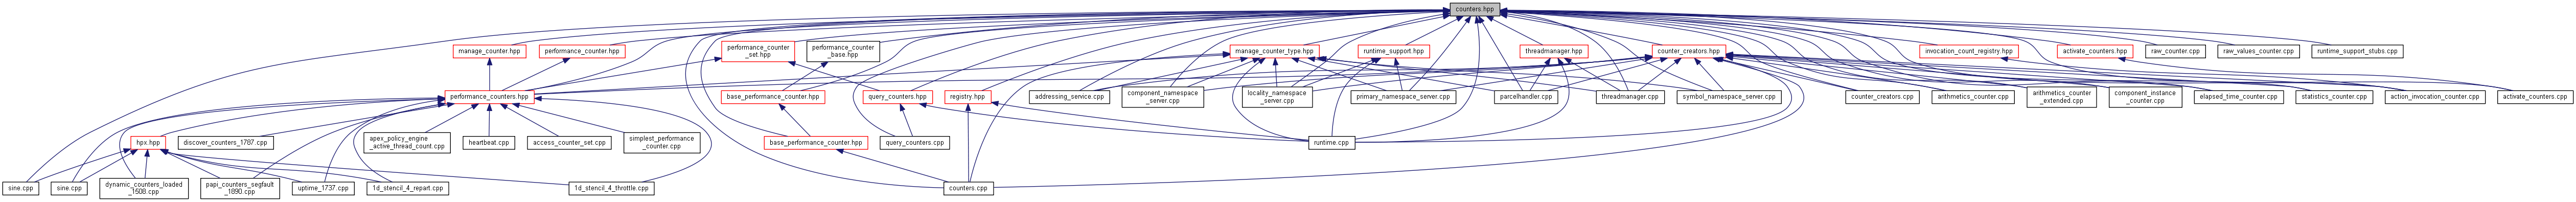 counters.hpp
manage_counter.hpp
performance_counter.hpp
performance_counter
_set.hpp
performance_counter
_base.hpp
manage_counter_type.hpp
runtime_support.hpp
threadmanager.hpp
counter_creators.hpp
invocation_count_registry.hpp
activate_counters.hpp
raw_counter.cpp
raw_values_counter.cpp
runtime_support_stubs.cpp
performance_counters.hpp
base_performance_counter.hpp
query_counters.hpp
registry.hpp
addressing_service.cpp
component_namespace
_server.cpp
locality_namespace
_server.cpp
primary_namespace_server.cpp
parcelhandler.cpp
threadmanager.cpp
symbol_namespace_server.cpp
counter_creators.cpp
arithmetics_counter.cpp
arithmetics_counter
_extended.cpp
component_instance
_counter.cpp
elapsed_time_counter.cpp
statistics_counter.cpp
action_invocation_counter.cpp
activate_counters.cpp
hpx.hpp
discover_counters_1787.cpp
apex_policy_engine
_active_thread_count.cpp
heartbeat.cpp
access_counter_set.cpp
simplest_performance
_counter.cpp
base_performance_counter.hpp
query_counters.cpp
runtime.cpp
sine.cpp
sine.cpp
dynamic_counters_loaded
_1508.cpp
papi_counters_segfault
_1890.cpp
uptime_1737.cpp
1d_stencil_4_repart.cpp
1d_stencil_4_throttle.cpp
counters.cpp